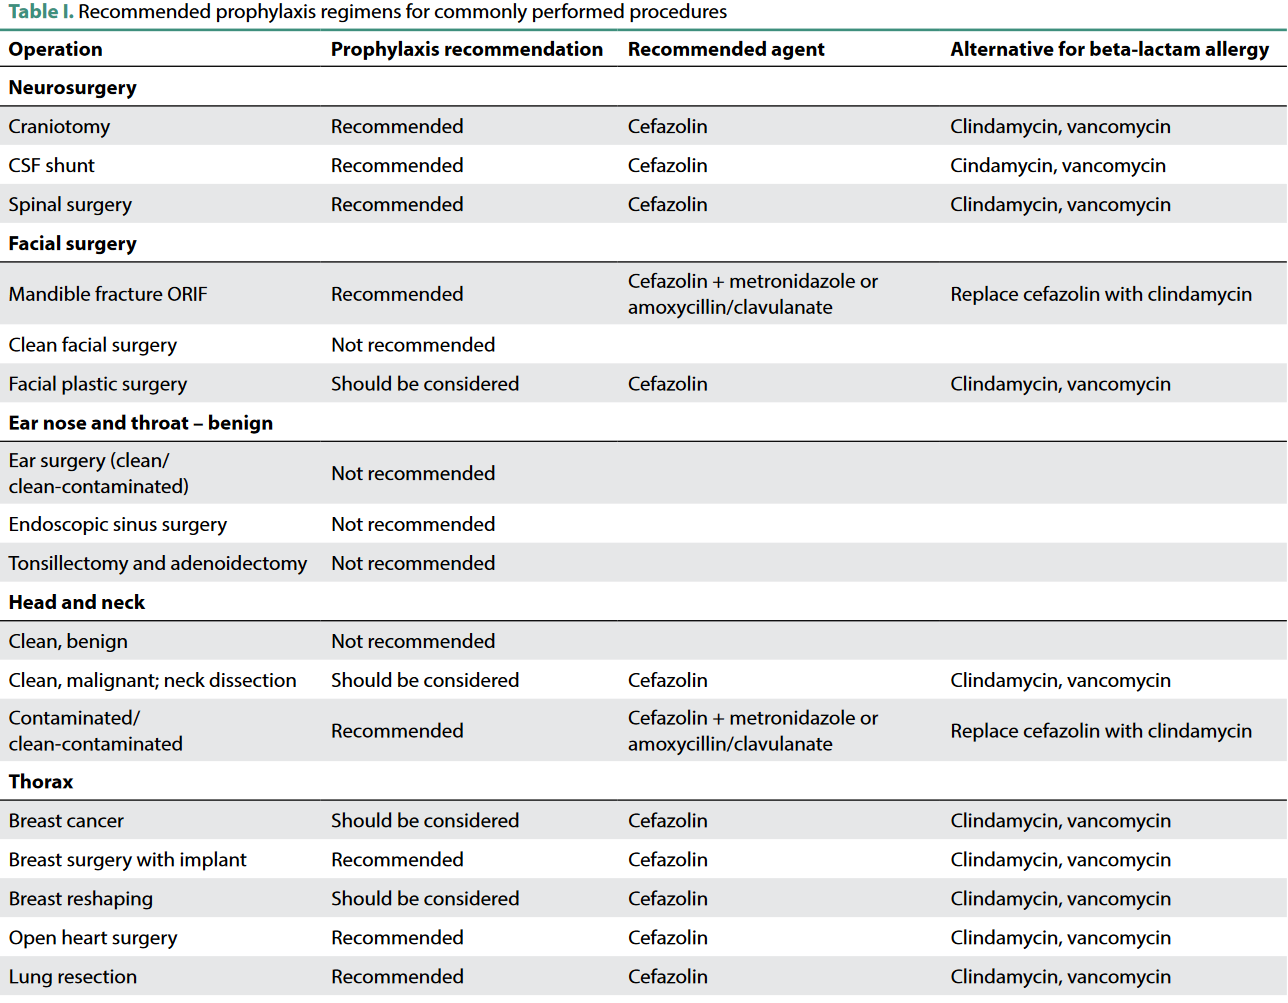 Table I. Recommended prophylaxis regimens for commonly performed procedures
Operation Prophylaxis recommendation Recommended agent Alternative for beta-lactam allergy
Neurosurgery
Craniotomy Recommended Cefazolin Clindamycin, vancomycin
CSF shunt Recommended Cefazolin Cindamycin, vancomycin
Spinal surgery Recommended Cefazolin Clindamycin, vancomycin
Facial surgery
Mandible fracture ORIF Recommended Cefazolin + metronidazole or
amoxycillin/clavulanate Replace cefazolin with clindamycin
Clean facial surgery Not recommended
Facial plastic surgery Should be considered Cefazolin Clindamycin, vancomycin
Ear nose and throat – benign
Ear surgery (clean/
clean-contaminated) Not recommended
Endoscopic sinus surgery Not recommended
Tonsillectomy and adenoidectomy Not recommended
Head and neck
Clean, benign Not recommended
Clean, malignant; neck dissection Should be considered Cefazolin Clindamycin, vancomycin
Contaminated/
clean-contaminated Recommended Cefazolin + metronidazole or
amoxycillin/clavulanate Replace cefazolin with clindamycin
Thorax
Breast cancer Should be considered Cefazolin Clindamycin, vancomycin
Breast surgery with implant Recommended Cefazolin Clindamycin, vancomycin
Breast reshaping Should be considered Cefazolin Clindamycin, vancomycin
Open heart surgery Recommended Cefazolin Clindamycin, vancomycin
Lung resection Recommended Cefazolin Clindamycin, vancomycin